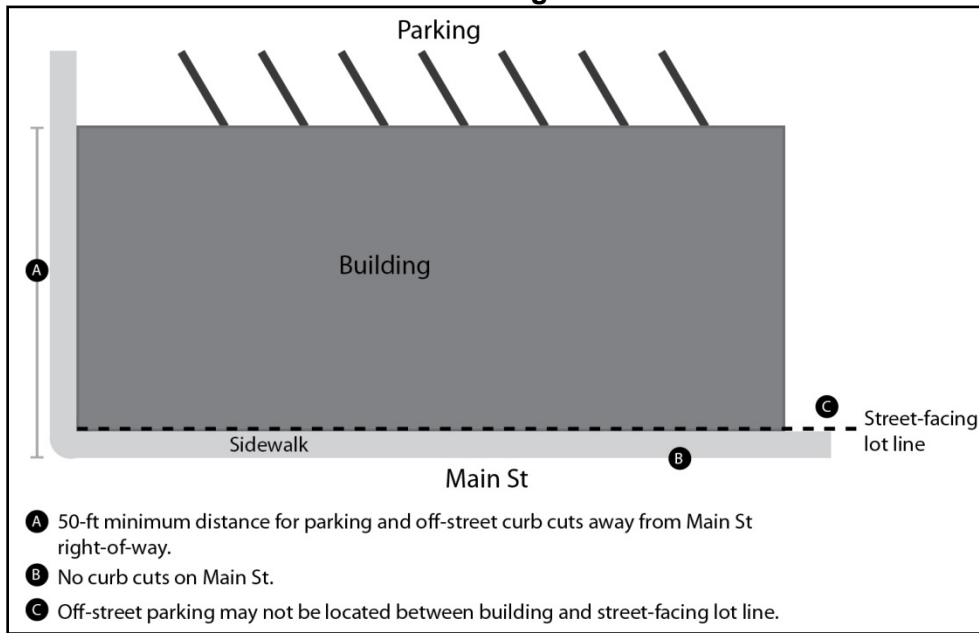 Parking
Building
A
C
Street-facing
lot line
Sidewalk
B
Main St
A 50-ft minimum distance for parking and off-street curb cuts away from Main St
right-of-way.
B No curb cuts on Main St.
C Off-street parking may not be located between building and street-facing lot line.